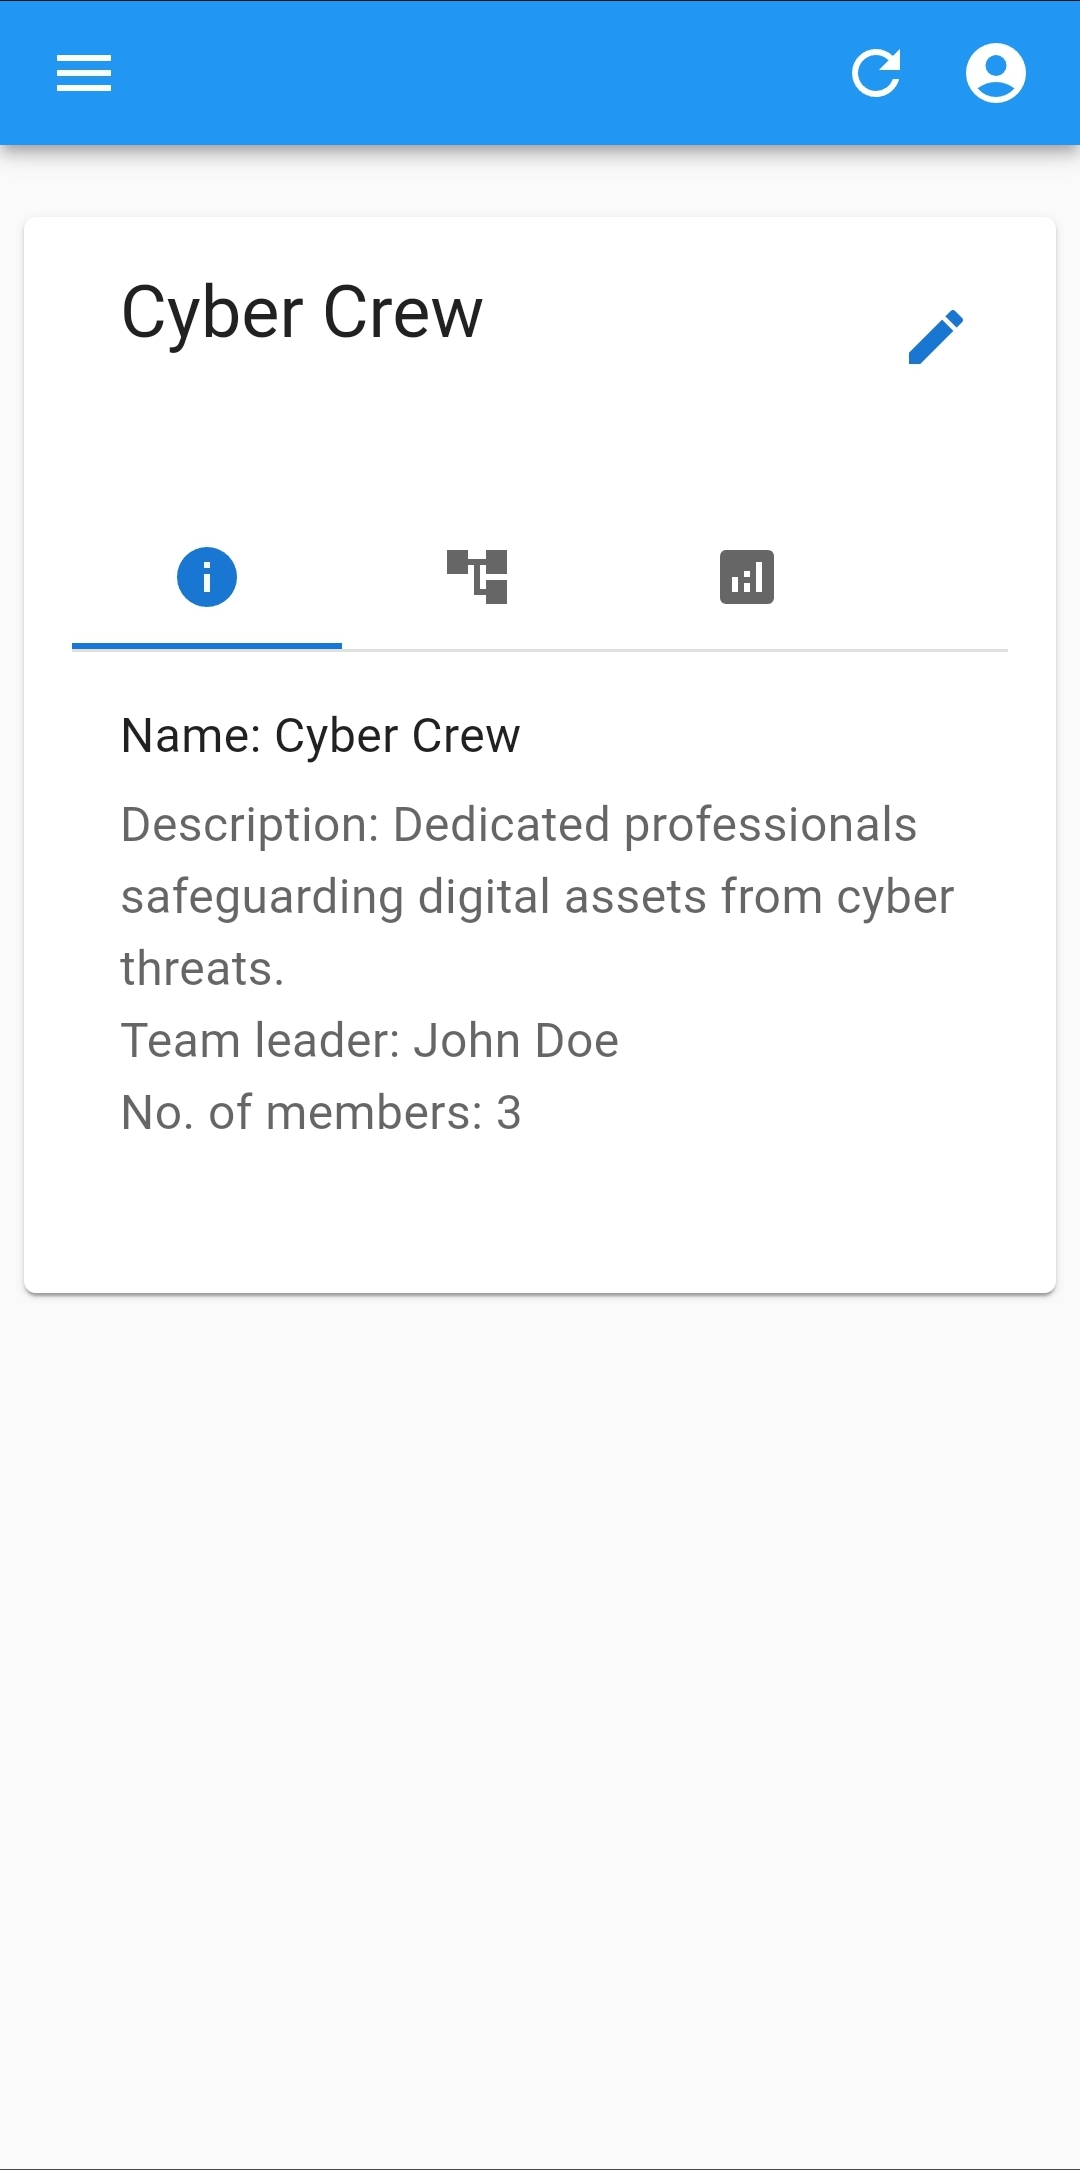 Cyber Crew
Name: Cyber Crew
Description: Dedicated professionals
safeguarding digital assets from cyber
threats.
Team leader: John Doe
No. of members: 3